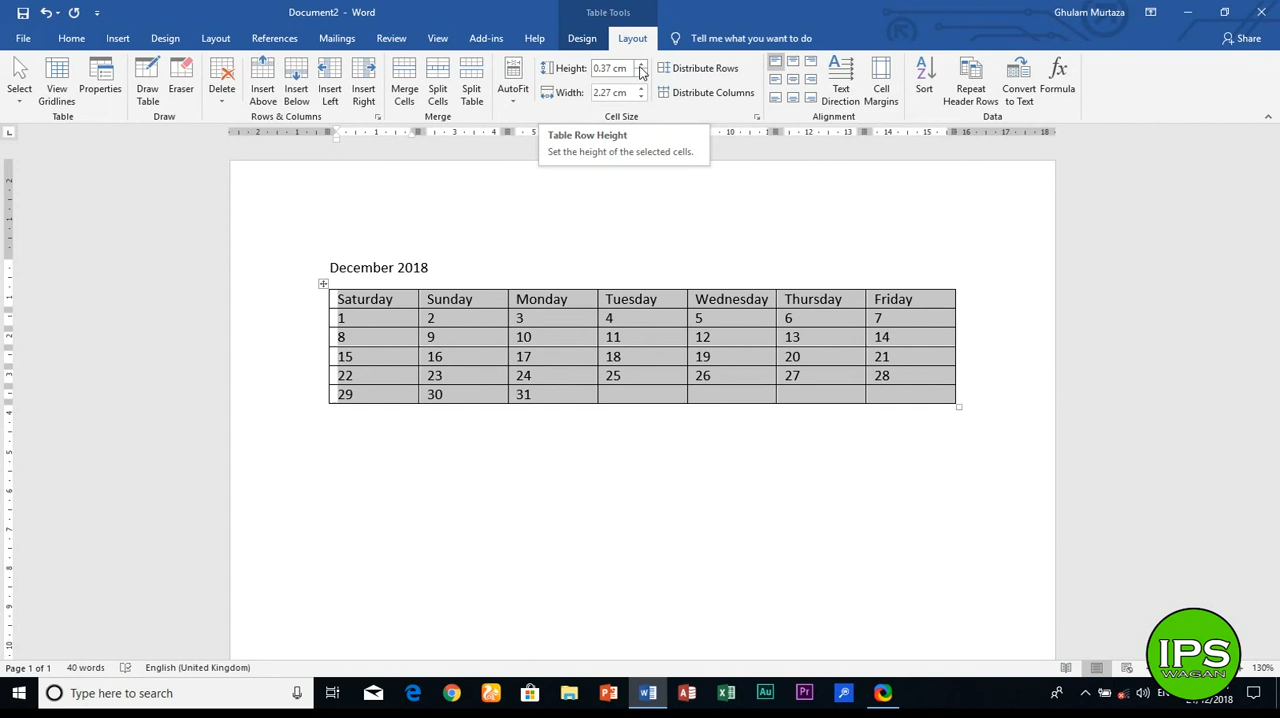 Document2 - Word
Table Tools
Ghulam Murtaza
File Home Insert Design Layout References Mailings Review View Add-ins Help Design Layout Tell me what you want to do Share
Select
View Gridlines
Properties
Table
Draw Table
Eraser
Draw
Delete
Insert Above
Insert Below
Insert Left
Insert Right
Rows & Columns
Merge Cells
Split Cells
Split Table
Merge
AutoFit
Height: 0.37 cm
Width: 2.27 cm
Distribute Rows
Distribute Columns
Cell Size
Text Direction
Cell Margins
Alignment
Sort
Repeat Header Rows
Convert to Text
Formula
Data
Table Row Height
Set the height of the selected cells.
December 2018
Saturday Sunday Monday Tuesday Wednesday Thursday Friday
1 2 3 4 5 6 7
8 9 10 11 12 13 14
15 16 17 18 19 20 21
22 23 24 25 26 27 28
29 30 31
Page 1 of 1 40 words English (United Kingdom) 130%
IPS
WAGAN
Type here to search